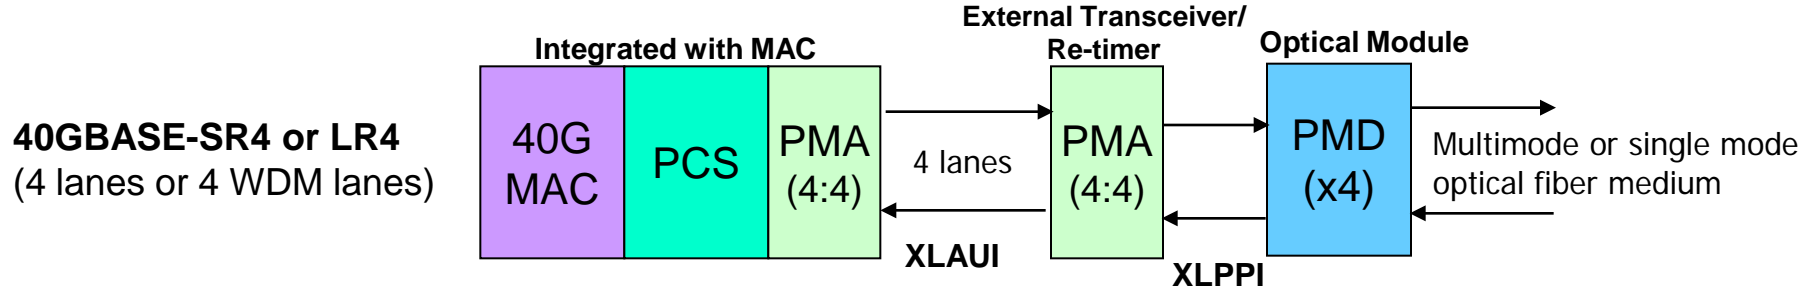 External Transceiver/
Re-timer
Integrated with MAC
Optical Module
40GBASE-SR4 or LR4
(4 lanes or 4 WDM lanes)
40G
MAC
PCS
PMA
(4:4)
4 lanes
PMA
(4:4)
PMD
(x4)
Multimode or single mode
optical fiber medium
XLAUI
XLPPI